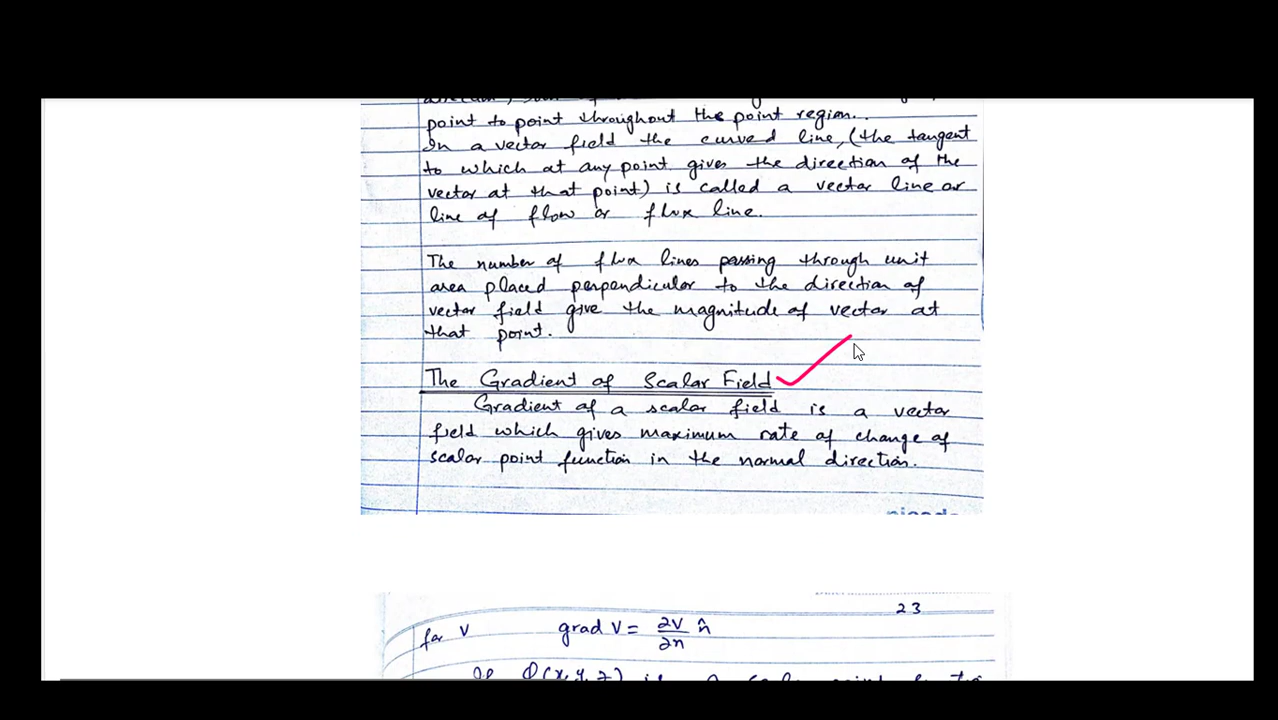 point to point throughout the point region..
In a vector field the curved line, (the tangent
to which at any point gives the direction of the
vector at that point) is called a vector line or
line of flow or flux line.
The number of flux lines passing through unit
area placed perpendicular to the direction of
vector field give the magnitude of vector at
that point.
The Gradient of Scalar Field
Gradient of a scalar field is a vector
field which gives maximum rate of change of
scalar point function in the normal direction.
23
for V grad V = ∂V/∂n n̂
Φ(x, y, z) is a scalar point